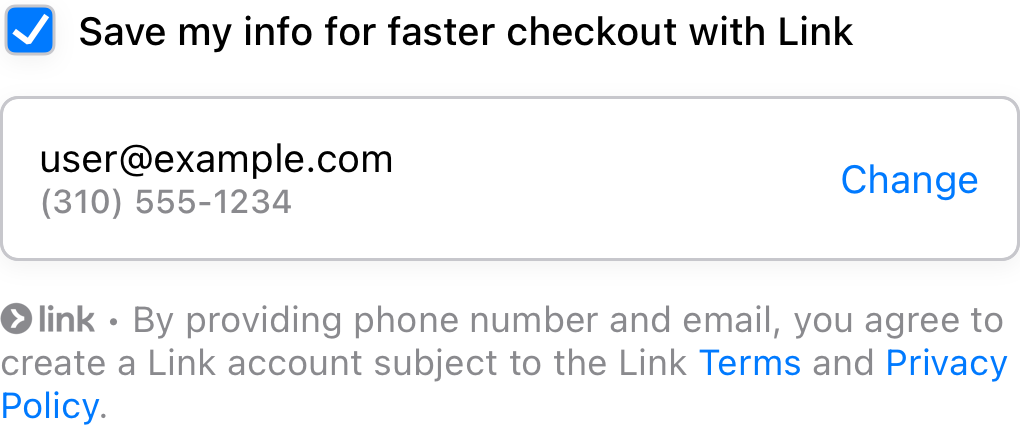 Save my info for faster checkout with Link
user@example.com
(310) 555-1234
Change
link • By providing phone number and email, you agree to
create a Link account subject to the Link Terms and Privacy
Policy.